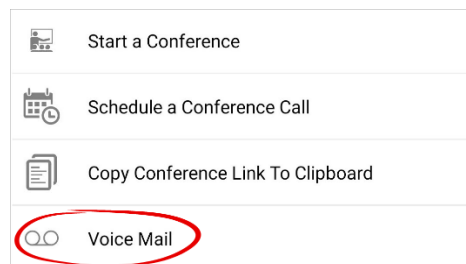 Start a Conference
Schedule a Conference Call
Copy Conference Link To Clipboard
Voice Mail